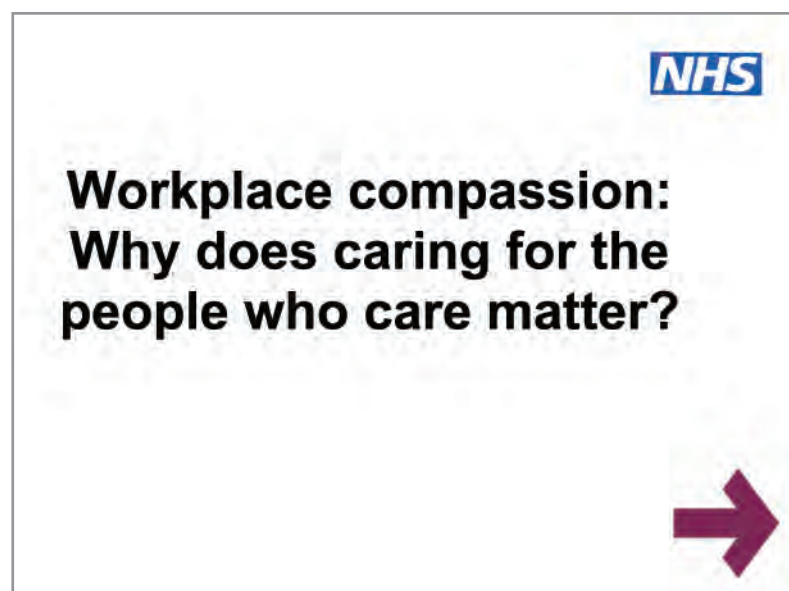 NHS
Workplace compassion:
Why does caring for the
people who care matter?